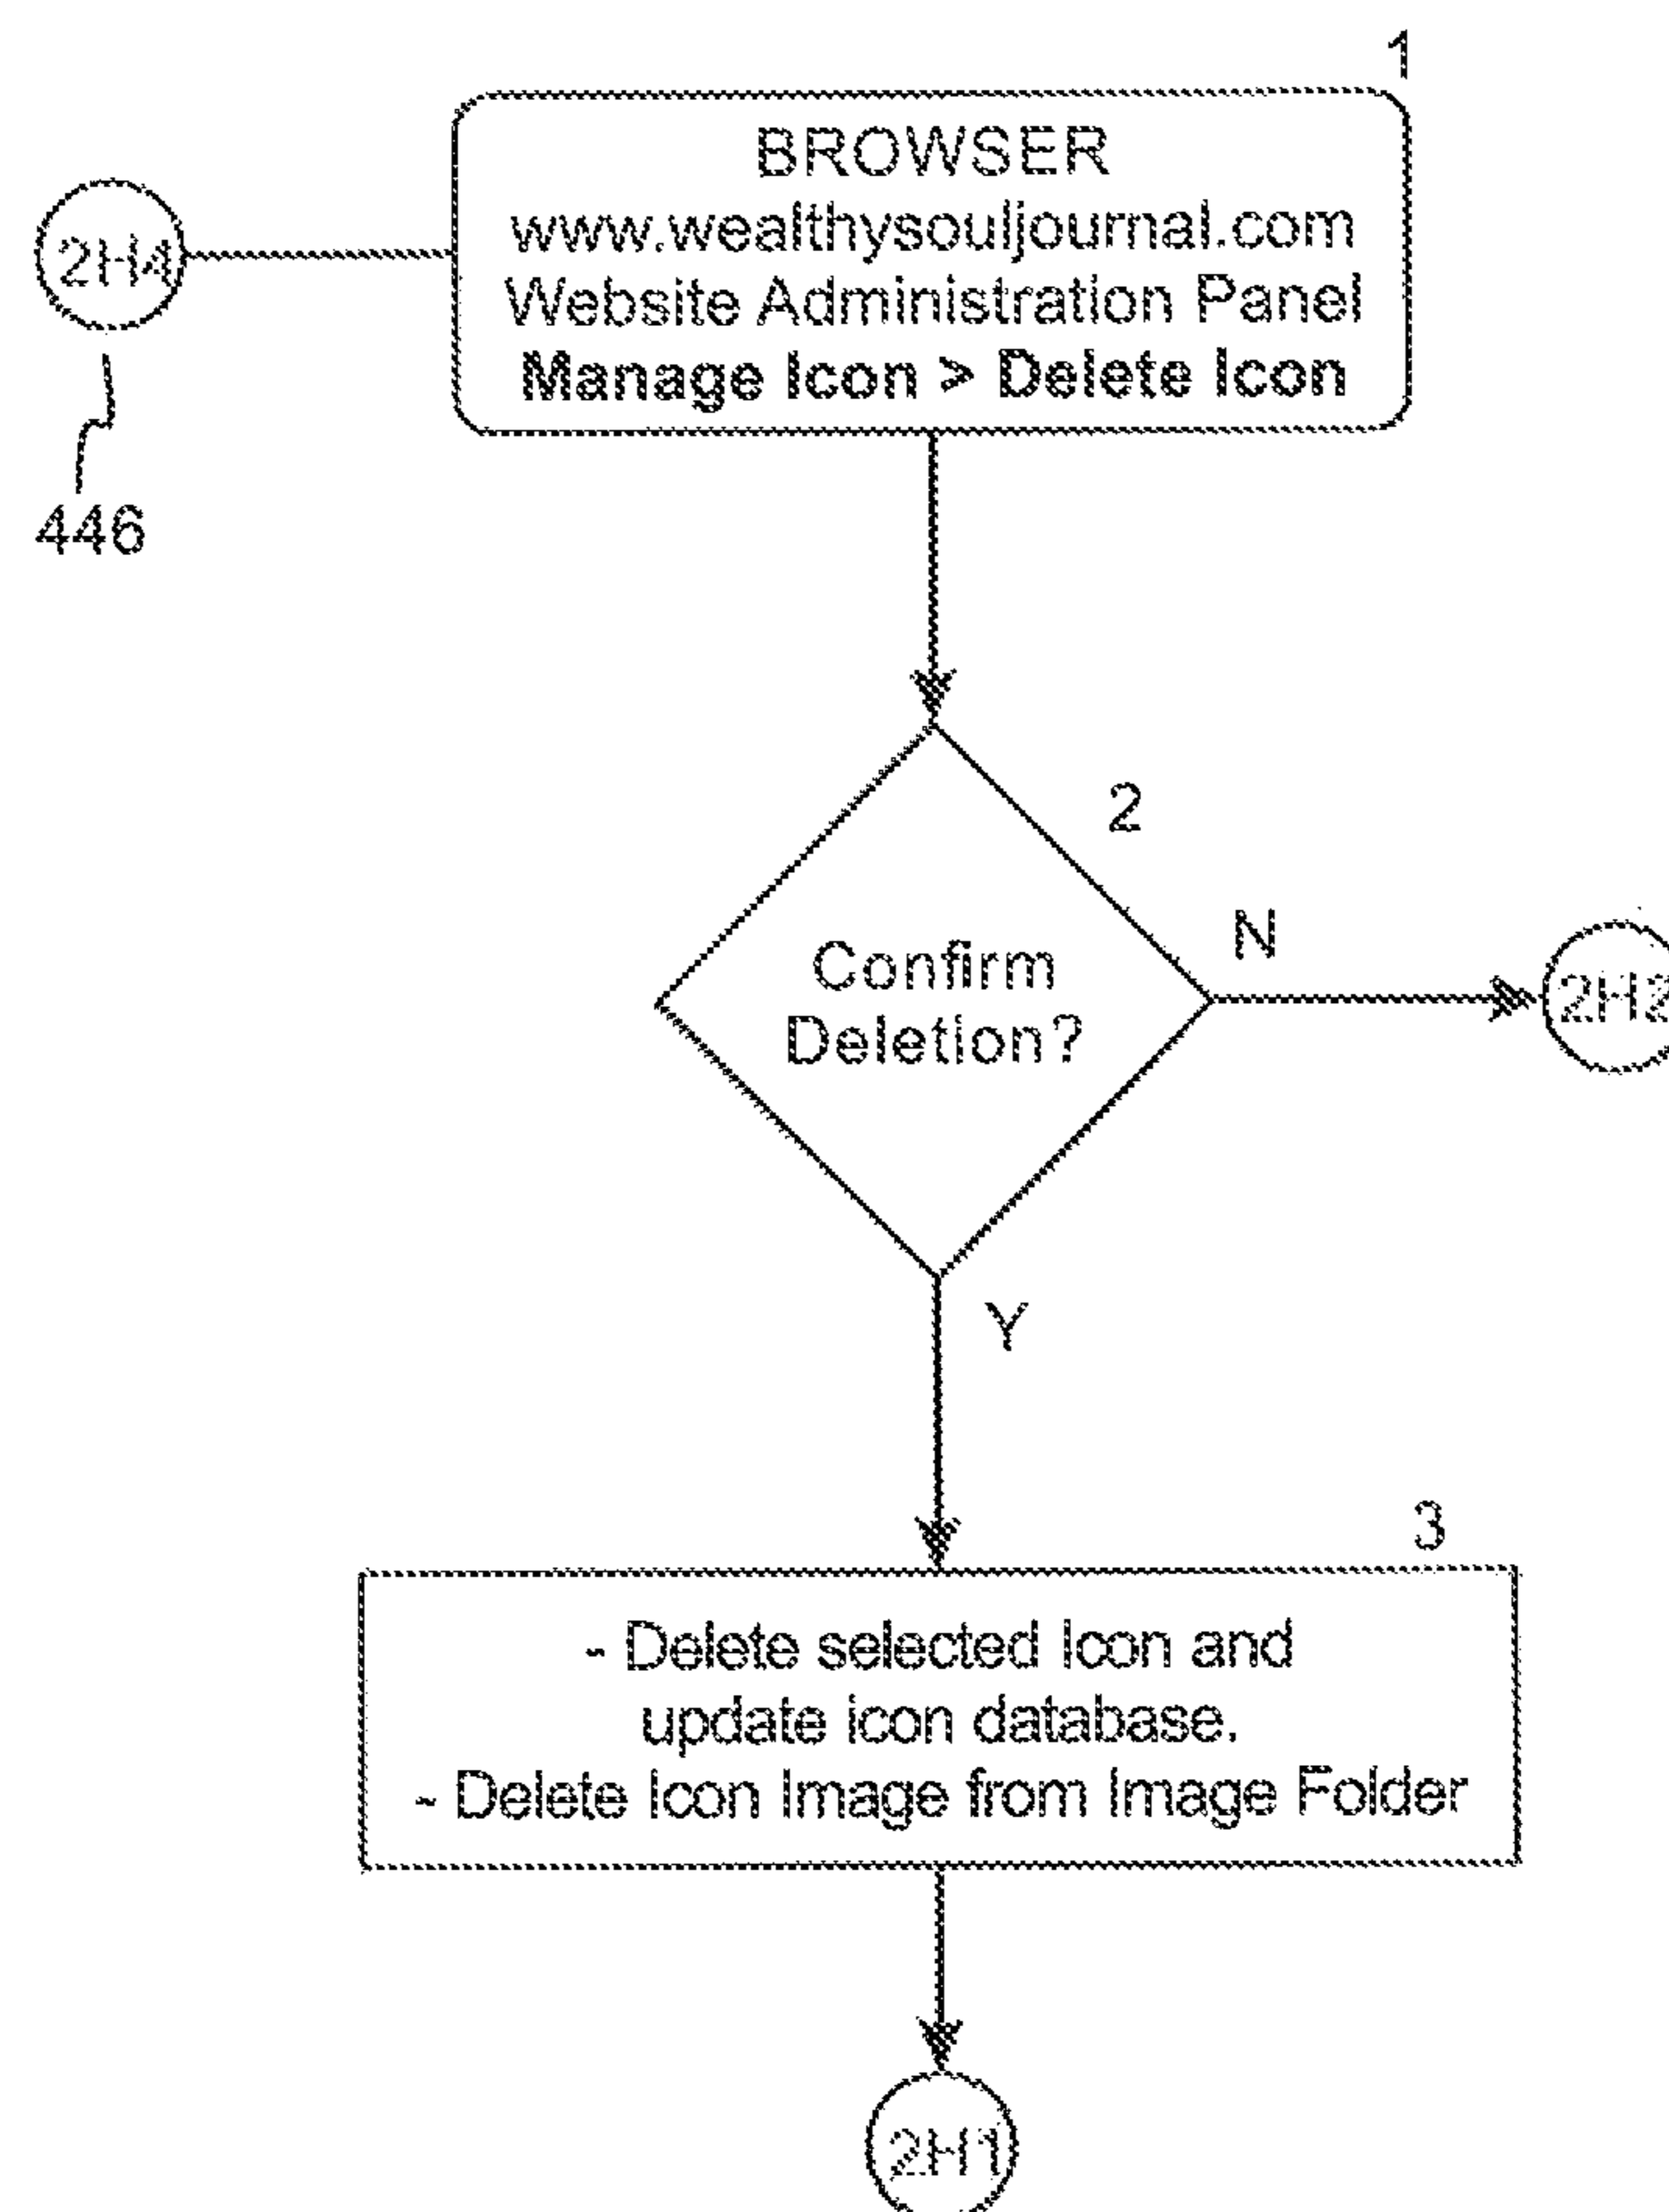 1
BROWSER
www.wealthysouljournal.com
Website Administration Panel
Manage Icon > Delete Icon
2H4
446
2
N
Confirm
Deletion?
2H2
Y
3
- Delete selected Icon and
update icon database.
- Delete Icon Image from Image Folder
2H1